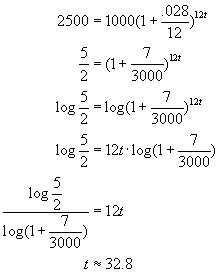 2500 = 1000(1 + .028/12)^12t
5/2 = (1 + 7/3000)^12t
log 5/2 = log(1 + 7/3000)^12t
log 5/2 = 12t · log(1 + 7/3000)
(log 5/2)/(log(1 + 7/3000)) = 12t
t ≈ 32.8